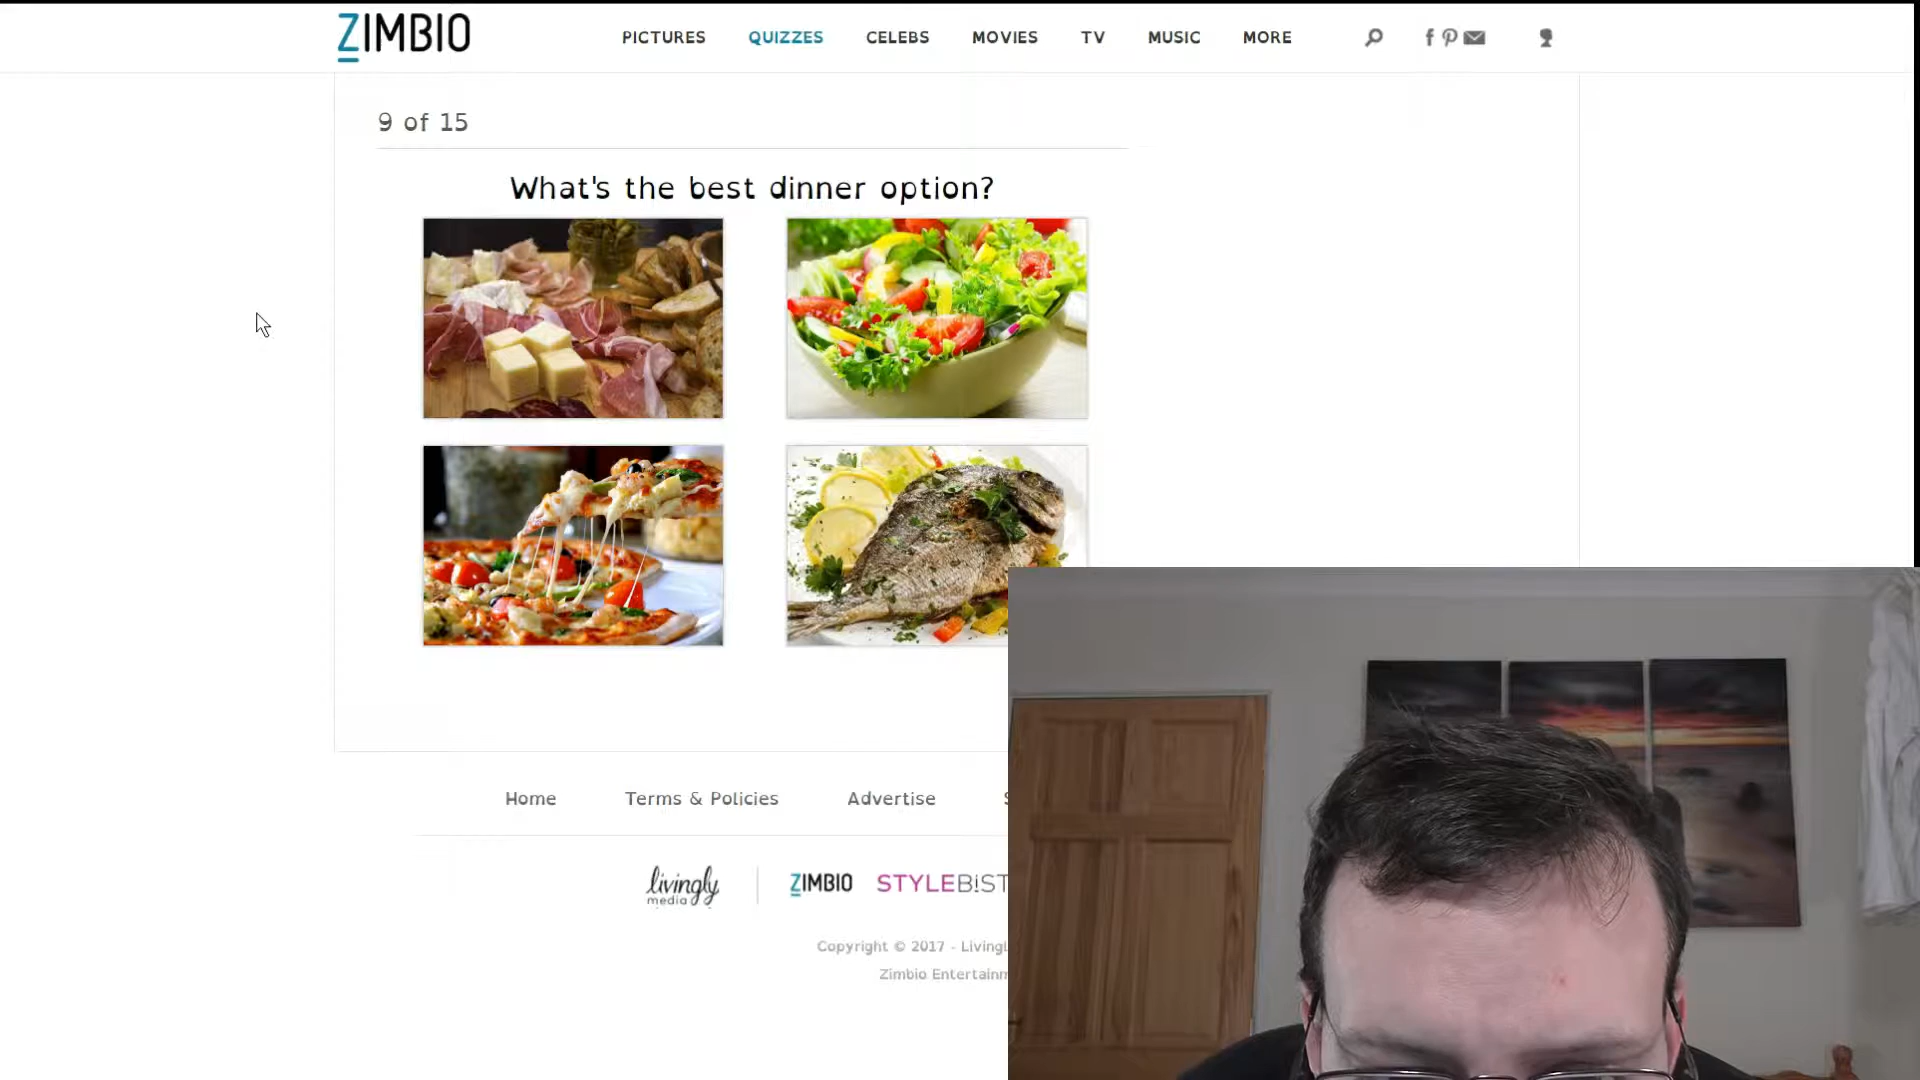 ZIMBIO
PICTURES QUIZZES CELEBS MOVIES TV MUSIC MORE
9 of 15
What's the best dinner option?
Home Terms & Policies Advertise
livingly media ZIMBIO STYLEBIST
Copyright © 2017 - Livingl
Zimbio Entertainm